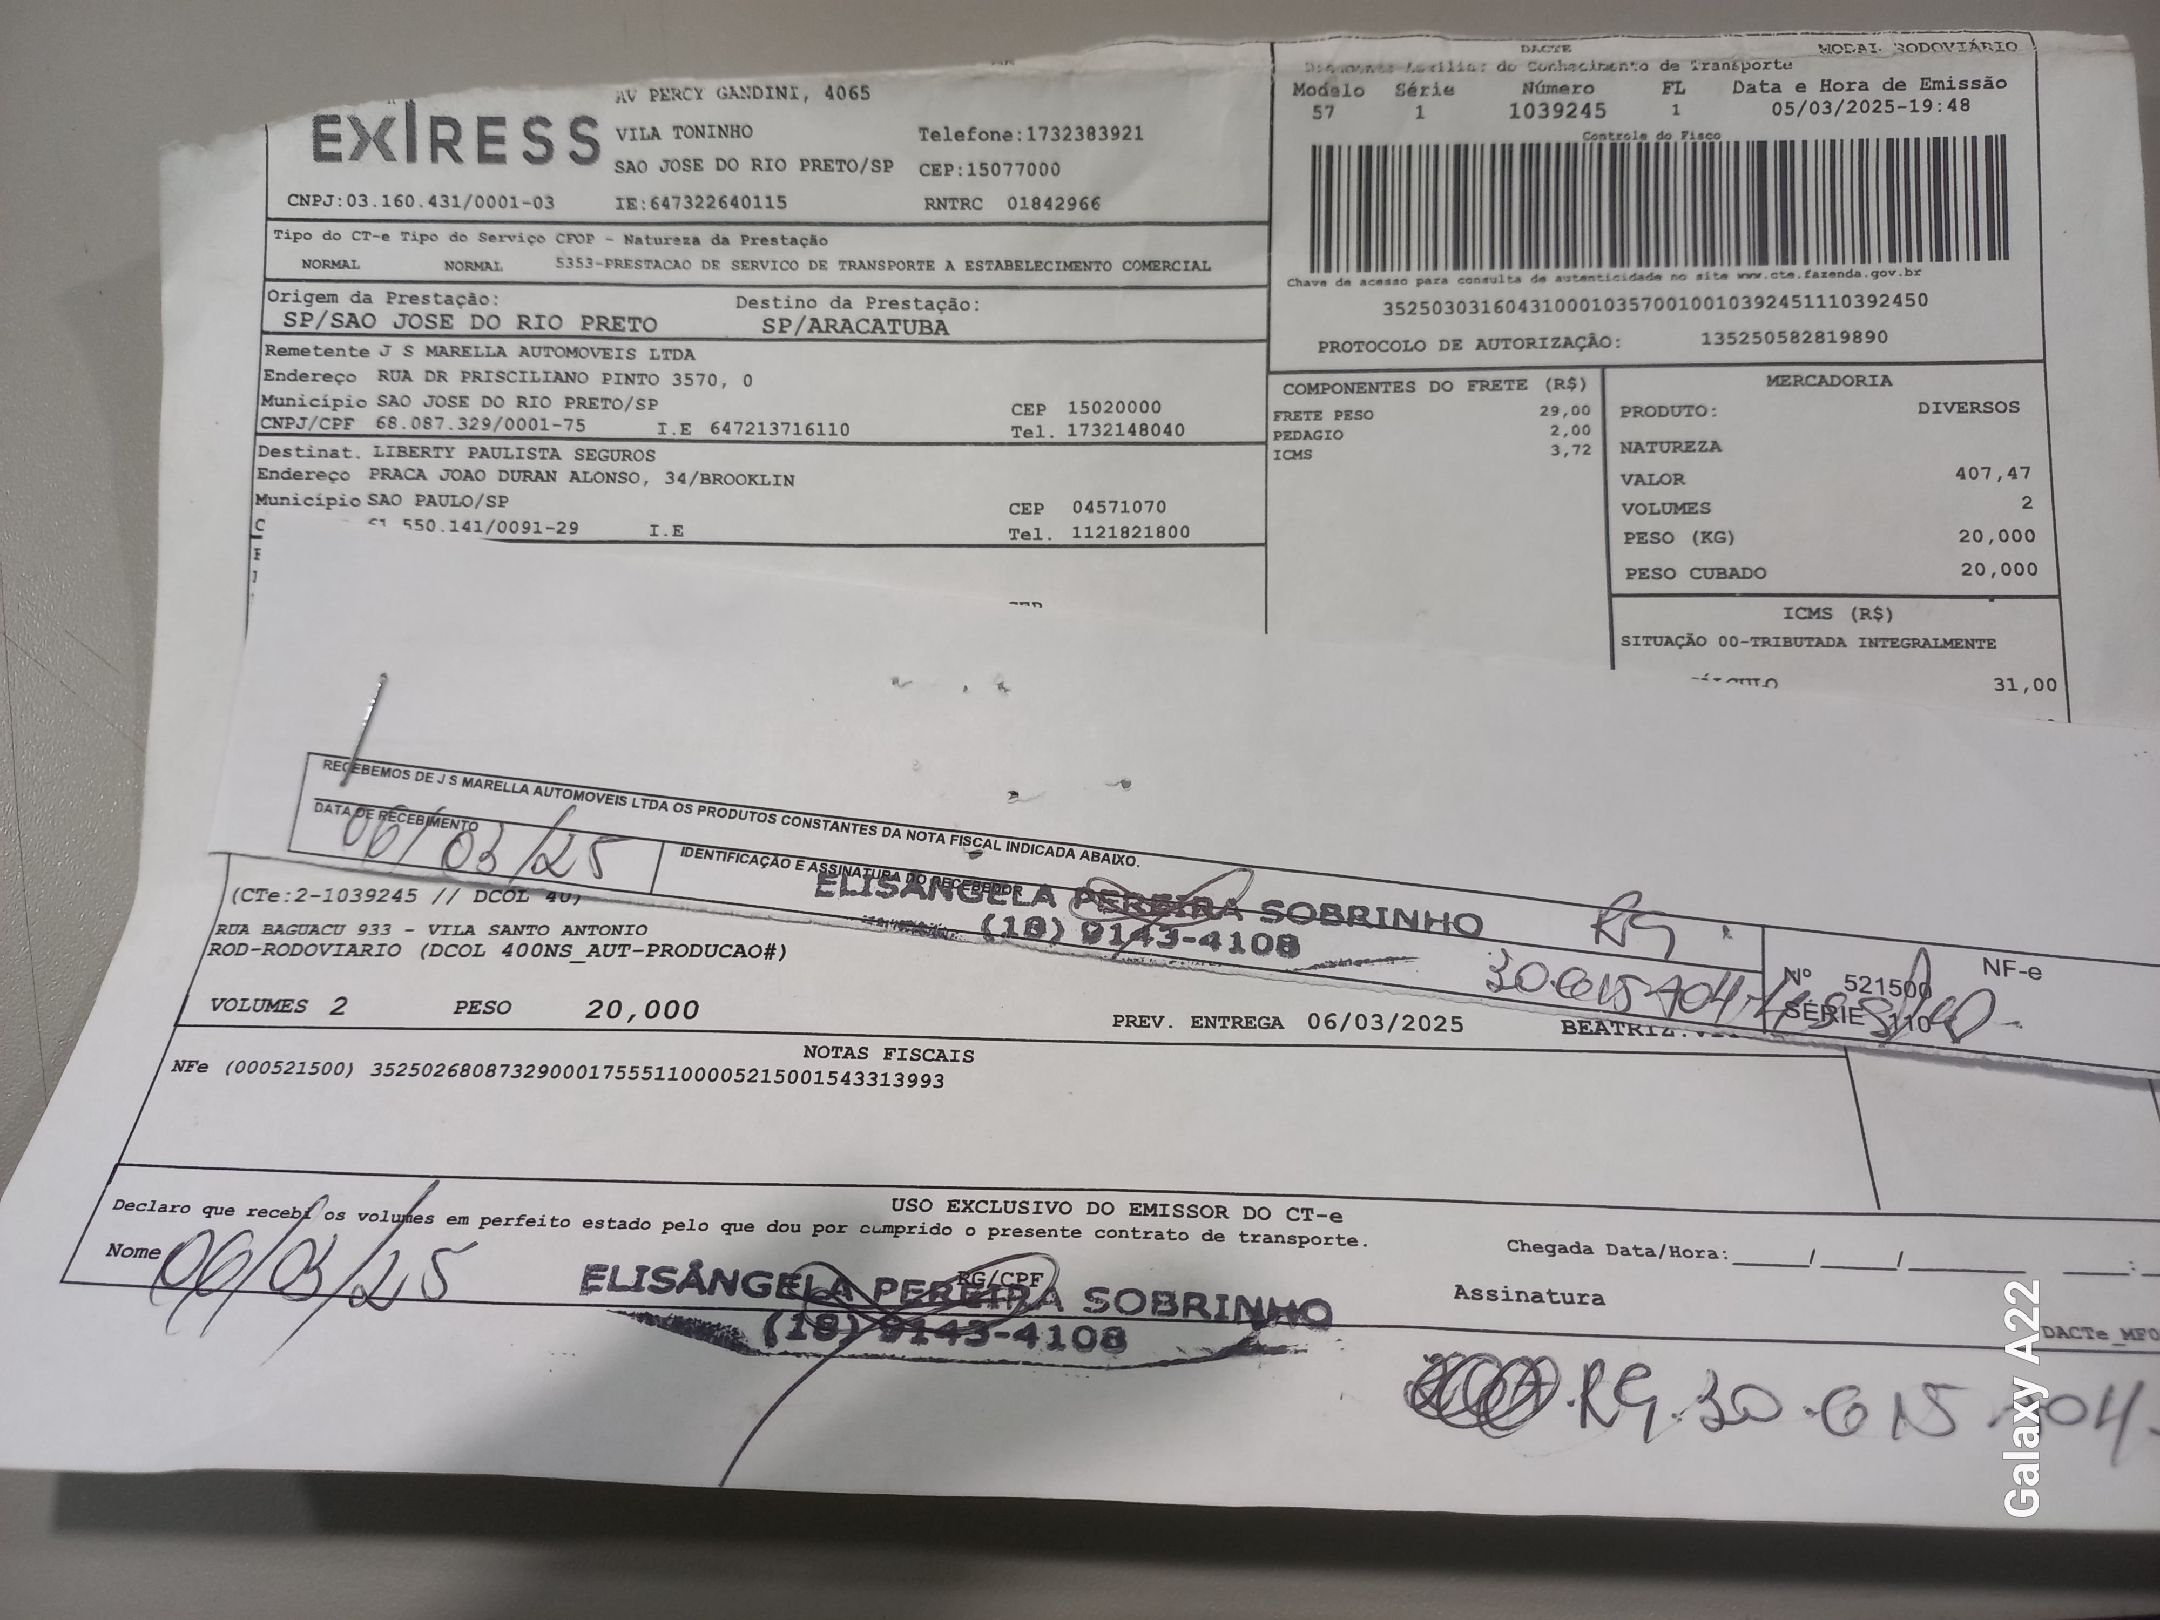 DACTE
MODAL RODOVIÁRIO
do Conhecimento de Transporte
Modelo Série Número FL Data e Hora de Emissão
57 1 1039245 1 05/03/2025-19:48
Controle do Fisco
Chave de acesso para consulta de autenticidade no site www.cte.fazenda.gov.br
35250303160431000103570010010392451110392450
PROTOCOLO DE AUTORIZAÇÃO: 135250582819890
EXPRESS
AV PERCY GANDINI, 4065
VILA TONINHO Telefone:1732383921
SAO JOSE DO RIO PRETO/SP CEP:15077000
CNPJ:03.160.431/0001-03 IE:647322640115 RNTRC 01842966
Tipo do CT-e Tipo do Serviço CFOP - Natureza da Prestação
NORMAL NORMAL 5353-PRESTACAO DE SERVICO DE TRANSPORTE A ESTABELECIMENTO COMERCIAL
Origem da Prestação: Destino da Prestação:
SP/SAO JOSE DO RIO PRETO SP/ARACATUBA
Remetente J S MARELLA AUTOMOVEIS LTDA
Endereço RUA DR PRISCILIANO PINTO 3570, 0
Município SAO JOSE DO RIO PRETO/SP CEP 15020000
CNPJ/CPF 68.087.329/0001-75 I.E 647213716110 Tel. 1732148040
Destinat. LIBERTY PAULISTA SEGUROS
Endereço PRACA JOAO DURAN ALONSO, 34/BROOKLIN
Município SAO PAULO/SP CEP 04571070
61.550.141/0091-29 I.E Tel. 1121821800
COMPONENTES DO FRETE (R$)
FRETE PESO 29,00
PEDAGIO 2,00
ICMS 3,72
MERCADORIA
PRODUTO: DIVERSOS
NATUREZA
VALOR 407,47
VOLUMES 2
PESO (KG) 20,000
PESO CUBADO 20,000
ICMS (R$)
SITUAÇÃO 00-TRIBUTADA INTEGRALMENTE
31,00
RECEBEMOS DE J S MARELLA AUTOMOVEIS LTDA OS PRODUTOS CONSTANTES DA NOTA FISCAL INDICADA ABAIXO.
DATA DE RECEBIMENTO
06/03/25
IDENTIFICAÇÃO E ASSINATURA DO RECEBEDOR
ELISÂNGELA PEREIRA SOBRINHO
(18) 9143-4108
RG
30.615.704-
NF-e
Nº 521500
SÉRIE 110
(CTe:2-1039245 // DCOL 40)
RUA BAGUACU 933 - VILA SANTO ANTONIO
ROD-RODOVIARIO (DCOL 400NS_AUT-PRODUCAO#)
VOLUMES 2 PESO 20,000 PREV. ENTREGA 06/03/2025 BEATRIZ.
NOTAS FISCAIS
NFe (000521500) 35250268087329000175551100005215001543313993
USO EXCLUSIVO DO EMISSOR DO CT-e
Declaro que recebi os volumes em perfeito estado pelo que dou por cumprido o presente contrato de transporte.
Nome 06/03/25
RG/CPF
ELISÂNGELA PEREIRA SOBRINHO
(18) 9143-4108
Chegada Data/Hora:_____/_____/_______ ____:
Assinatura
DACTe_MF0
RG.30.615.704-
Galaxy A22